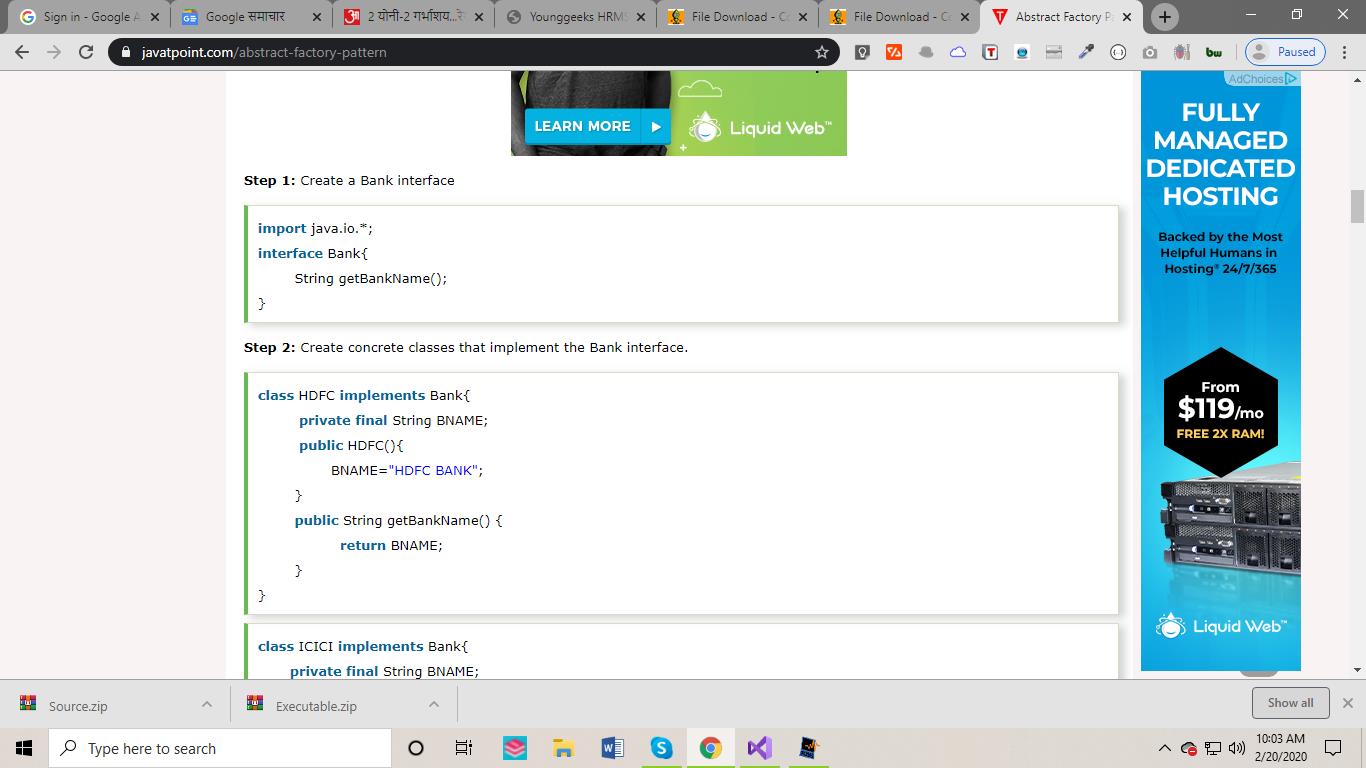 Sign in - Google A
Google समाचार
2 योनी-2 गर्भाशय...रे
Younggeeks HRMS
File Download - Co
File Download - Co
Abstract Factory P
javatpoint.com/abstract-factory-pattern
Paused
LEARN MORE
Liquid Web™
AdChoices
FULLY
MANAGED
DEDICATED
HOSTING
Backed by the Most
Helpful Humans in
Hosting® 24/7/365
From
$119/mo
FREE 2X RAM!
Liquid Web™
Step 1: Create a Bank interface
import java.io.*;
interface Bank{
String getBankName();
}
Step 2: Create concrete classes that implement the Bank interface.
class HDFC implements Bank{
private final String BNAME;
public HDFC(){
BNAME="HDFC BANK";
}
public String getBankName() {
return BNAME;
}
}
class ICICI implements Bank{
private final String BNAME;
Source.zip
Executable.zip
Show all
Type here to search
10:03 AM
2/20/2020